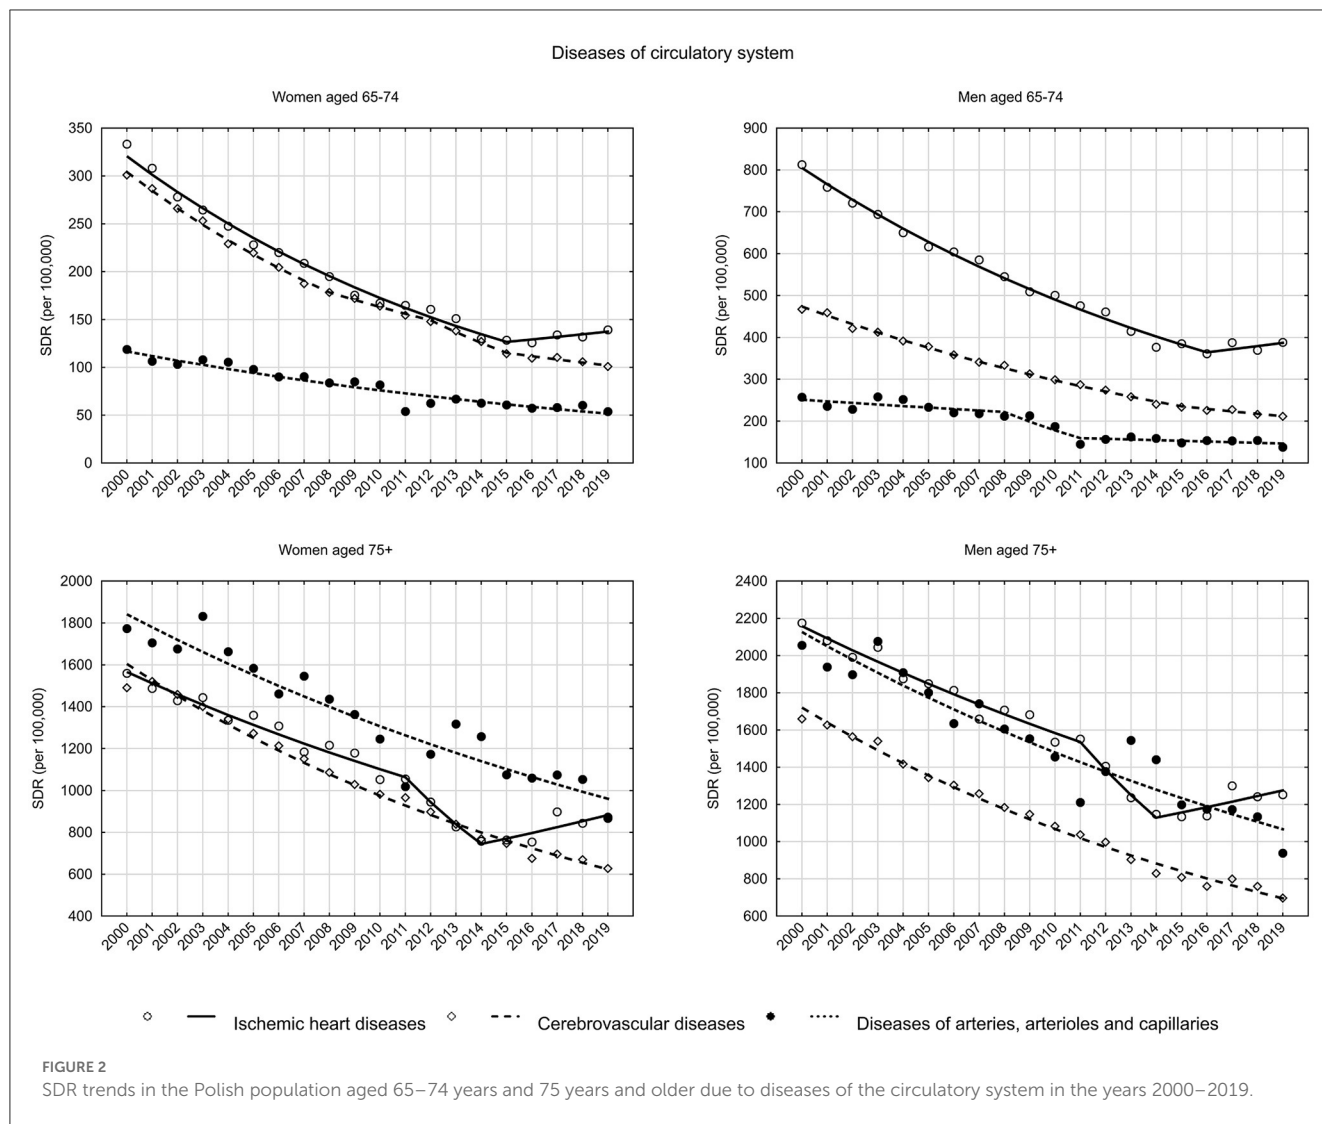 Diseases of circulatory system
Women aged 65-74
350
300
250
200
150
100
50
0
SDR (per 100,000)
2000 2001 2002 2003 2004 2005 2006 2007 2008 2009 2010 2011 2012 2013 2014 2015 2016 2017 2018 2019
Men aged 65-74
900
800
700
600
500
400
300
200
100
SDR (per 100,000)
2000 2001 2002 2003 2004 2005 2006 2007 2008 2009 2010 2011 2012 2013 2014 2015 2016 2017 2018 2019
Women aged 75+
2000
1800
1600
1400
1200
1000
800
600
400
SDR (per 100,000)
2000 2001 2002 2003 2004 2005 2006 2007 2008 2009 2010 2011 2012 2013 2014 2015 2016 2017 2018 2019
Men aged 75+
2400
2200
2000
1800
1600
1400
1200
1000
800
600
SDR (per 100,000)
2000 2001 2002 2003 2004 2005 2006 2007 2008 2009 2010 2011 2012 2013 2014 2015 2016 2017 2018 2019
Ischemic heart diseases Cerebrovascular diseases Diseases of arteries, arterioles and capillaries
FIGURE 2
SDR trends in the Polish population aged 65–74 years and 75 years and older due to diseases of the circulatory system in the years 2000–2019.